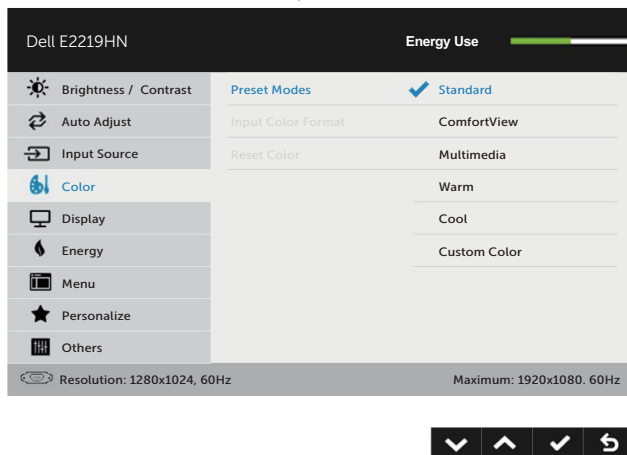 Dell E2219HN Energy Use
Brightness / Contrast Preset Modes Standard
Auto Adjust Input Color Format ComfortView
Input Source Reset Color Multimedia
Color Warm
Display Cool
Energy Custom Color
Menu
Personalize
Others
Resolution: 1280x1024, 60Hz Maximum: 1920x1080. 60Hz